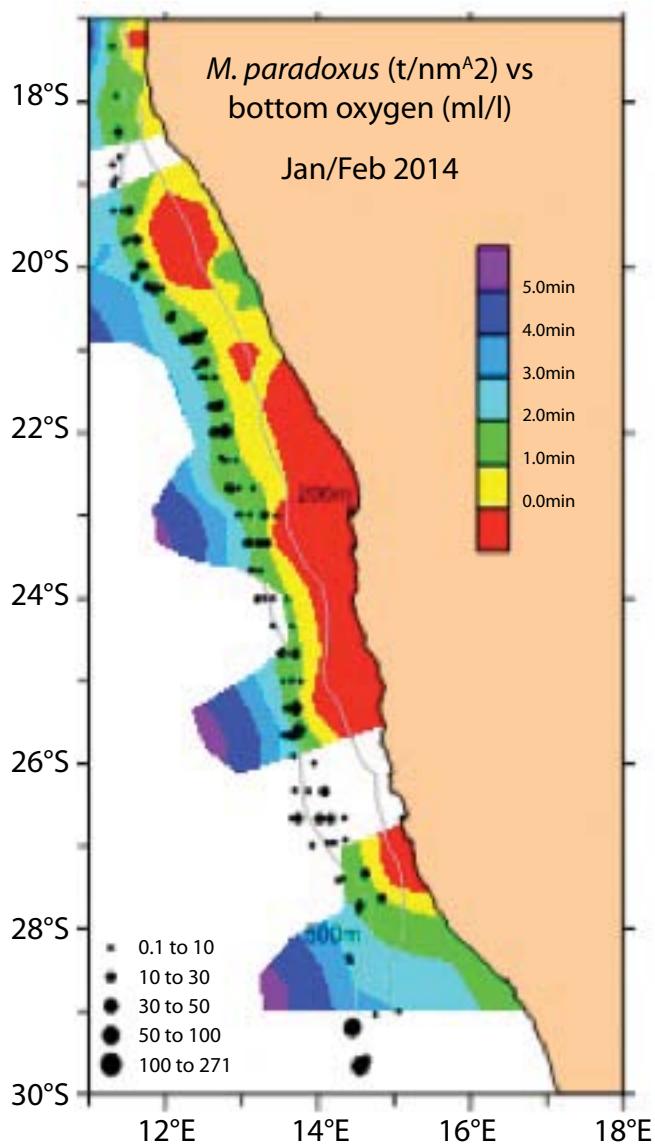 M. paradoxus (t/nm^2) vs
bottom oxygen (ml/l)
Jan/Feb 2014
18°S
20°S
22°S
24°S
26°S
28°S
30°S
5.0min
4.0min
3.0min
2.0min
1.0min
0.0min
200m
500m
0.1 to 10
10 to 30
30 to 50
50 to 100
100 to 271
12°E
14°E
16°E
18°E